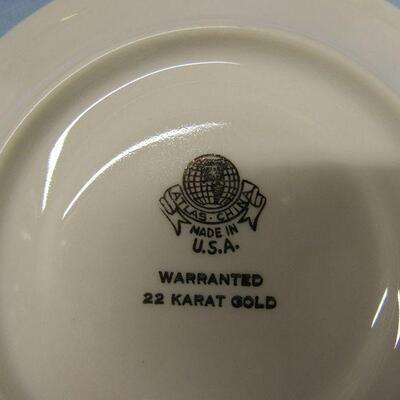 ATLAS · CHINA
MADE IN
U.S.A.
WARRANTED
22 KARAT GOLD